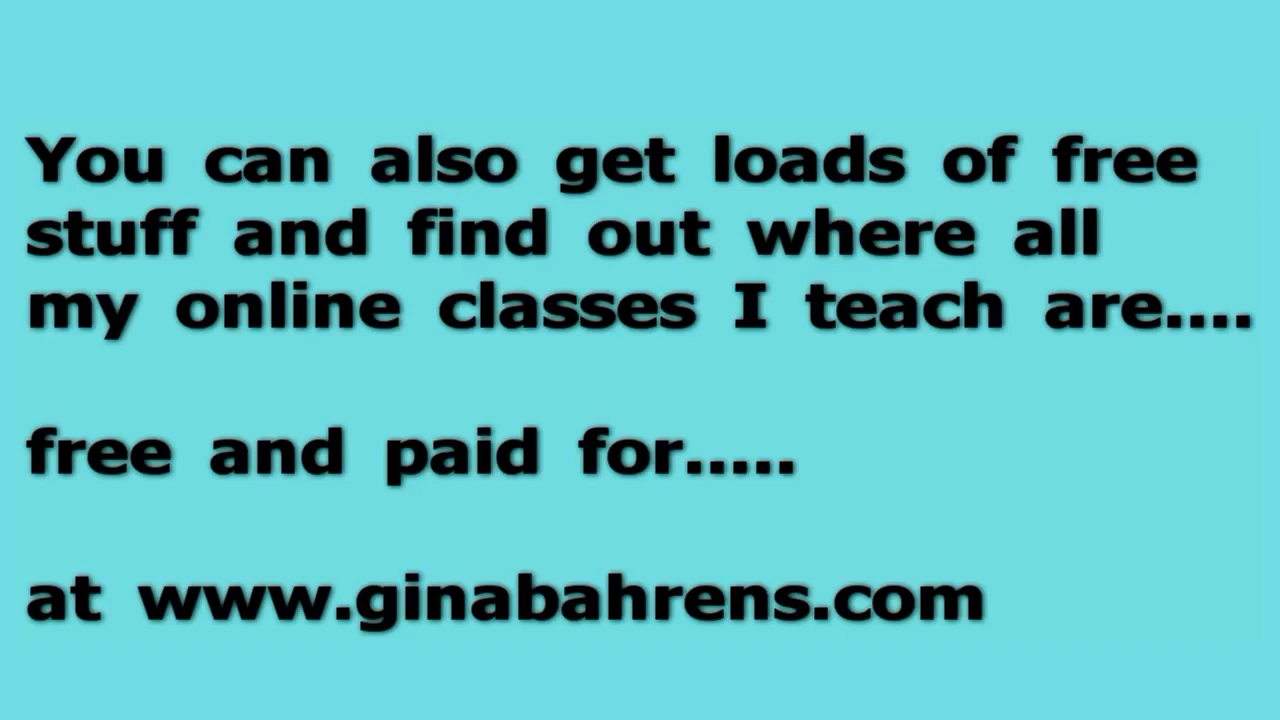 You can also get loads of free
stuff and find out where all
my online classes I teach are....
free and paid for.....
at www.ginabahrens.com